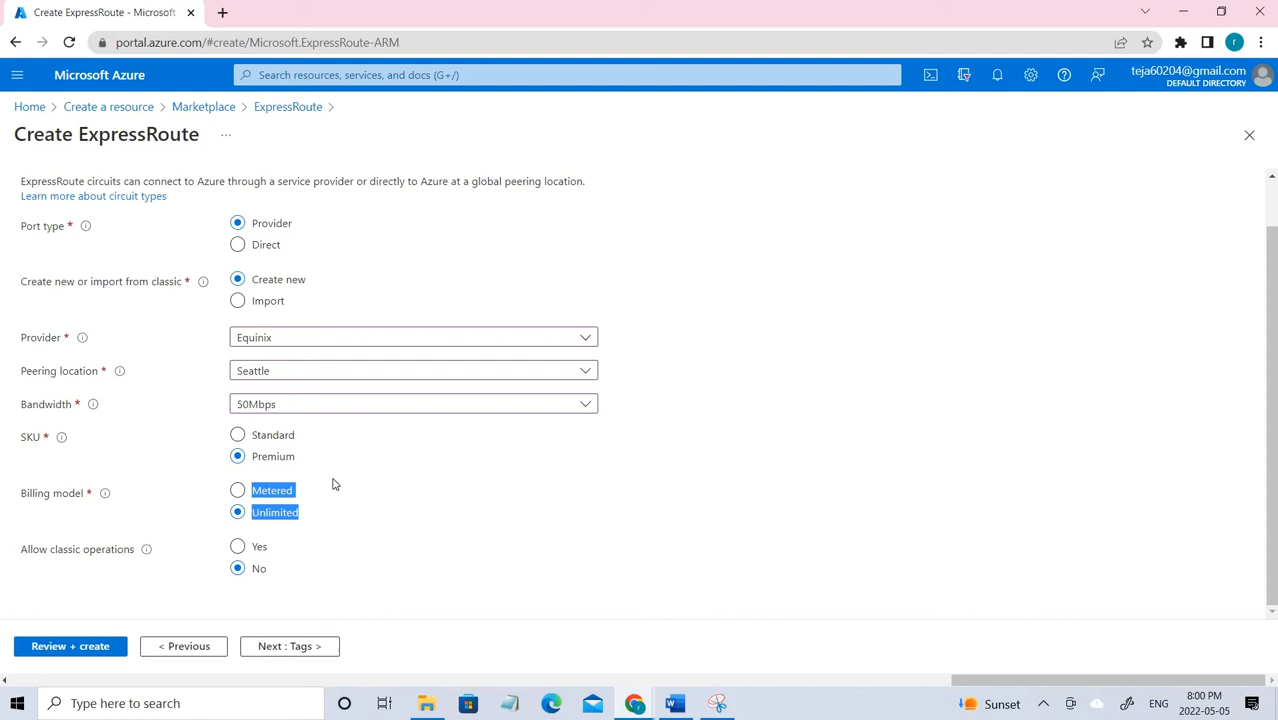 Create ExpressRoute - Microsoft
portal.azure.com/#create/Microsoft.ExpressRoute-ARM
r
Microsoft Azure
Search resources, services, and docs (G+/)
teja60204@gmail.com
DEFAULT DIRECTORY
Home > Create a resource > Marketplace > ExpressRoute >
Create ExpressRoute ...
ExpressRoute circuits can connect to Azure through a service provider or directly to Azure at a global peering location.
Learn more about circuit types
Port type *
Provider
Direct
Create new or import from classic *
Create new
Import
Provider *
Equinix
Peering location *
Seattle
Bandwidth *
50Mbps
SKU *
Standard
Premium
Billing model *
Metered
Unlimited
Allow classic operations
Yes
No
Review + create
< Previous
Next : Tags >
Type here to search
Sunset
ENG
8:00 PM
2022-05-05